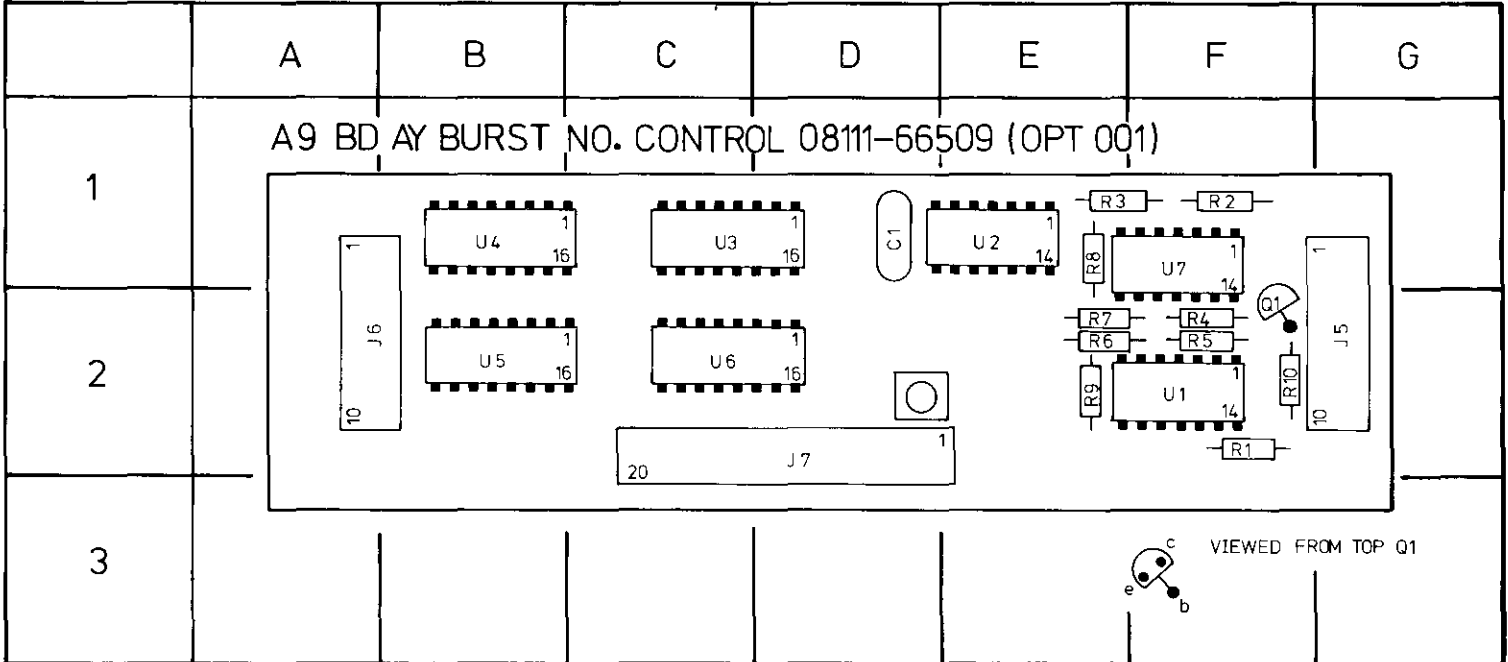 A B C D E F G
A9 BD AY BURST NO. CONTROL 08111-66509 (OPT 001)
1
R3 R2
U4 1 16
U3 1 16
C1
U2 14
R8
U7 1 14
J6 1 10
Q1
J5 1 10
R7 R4
R6 R5
2
U5 1 16
U6 1 16
R9
U1 1 14
R10
R1
J7 1 20
3
c
e
b
VIEWED FROM TOP Q1